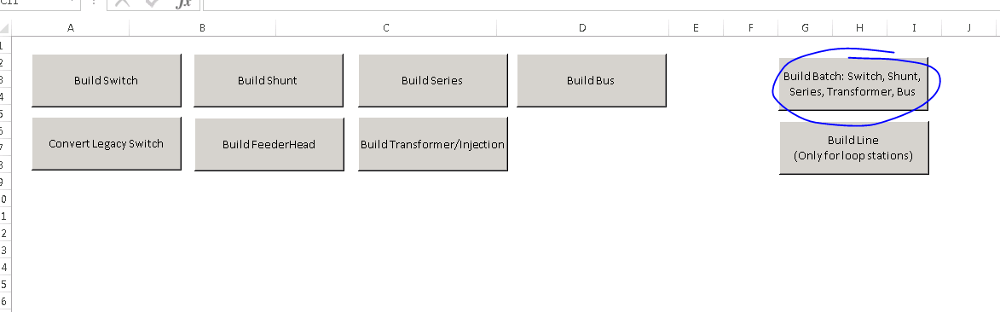 C11
fx
A B C D E F G H I J
1
2
3
4
5
6
7
8
9
0
1
2
3
4
5
6
Build Switch
Build Shunt
Build Series
Build Bus
Build Batch: Switch, Shunt,
Series, Transformer, Bus
Convert Legacy Switch
Build FeederHead
Build Transformer/Injection
Build Line
(Only for loop stations)